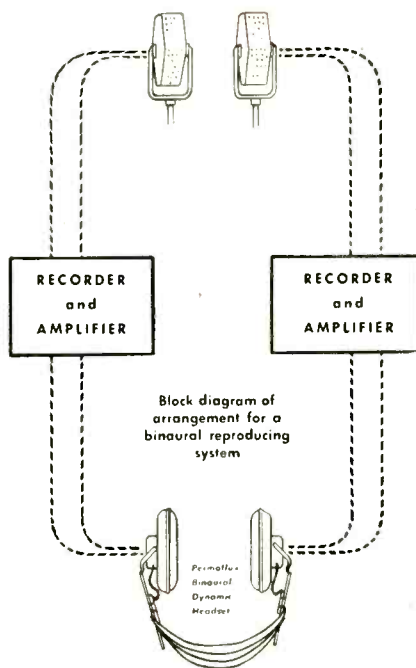 RECORDER
and
AMPLIFIER
RECORDER
and
AMPLIFIER
Block diagram of
arrangement for a
binaural reproducing
system
Permoflux
Binaural
Dynamic
Headset